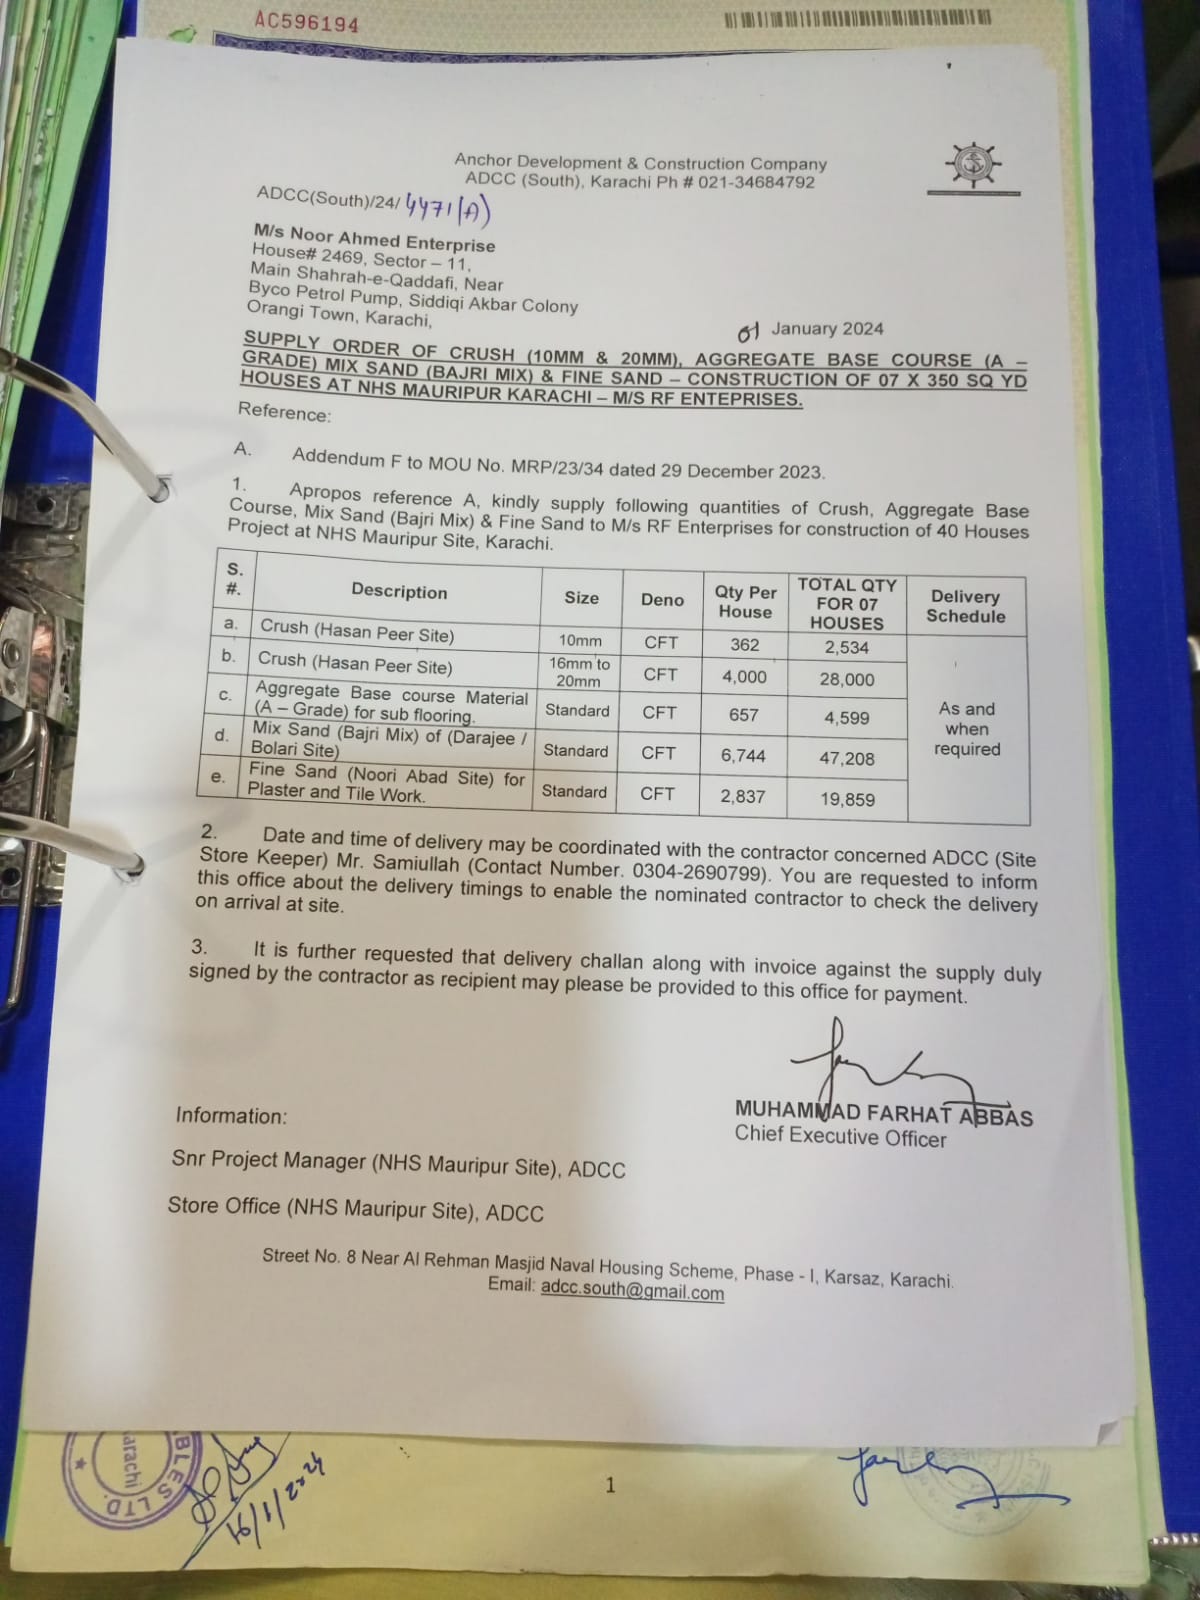 AC596194
Anchor Development & Construction Company
ADCC (South), Karachi Ph # 021-34684792
ADCC(South)/24/ 4471(A)
M/s Noor Ahmed Enterprise
House# 2469, Sector – 11,
Main Shahrah-e-Qaddafi, Near
Byco Petrol Pump, Siddiqi Akbar Colony
Orangi Town, Karachi,
01 January 2024
SUPPLY ORDER OF CRUSH (10MM & 20MM), AGGREGATE BASE COURSE (A –
GRADE) MIX SAND (BAJRI MIX) & FINE SAND – CONSTRUCTION OF 07 X 350 SQ YD
HOUSES AT NHS MAURIPUR KARACHI – M/S RF ENTEPRISES.
Reference:
A. Addendum F to MOU No. MRP/23/34 dated 29 December 2023.
1. Apropos reference A, kindly supply following quantities of Crush, Aggregate Base
Course, Mix Sand (Bajri Mix) & Fine Sand to M/s RF Enterprises for construction of 40 Houses
Project at NHS Mauripur Site, Karachi.
S. #. Description Size Deno Qty Per House TOTAL QTY FOR 07 HOUSES Delivery Schedule
a. Crush (Hasan Peer Site) 10mm CFT 362 2,534
b. Crush (Hasan Peer Site) 16mm to 20mm CFT 4,000 28,000
c. Aggregate Base course Material (A – Grade) for sub flooring. Standard CFT 657 4,599
As and when required
d. Mix Sand (Bajri Mix) of (Darajee / Bolari Site) Standard CFT 6,744 47,208
e. Fine Sand (Noori Abad Site) for Plaster and Tile Work. Standard CFT 2,837 19,859
2. Date and time of delivery may be coordinated with the contractor concerned ADCC (Site
Store Keeper) Mr. Samiullah (Contact Number. 0304-2690799). You are requested to inform
this office about the delivery timings to enable the nominated contractor to check the delivery
on arrival at site.
3. It is further requested that delivery challan along with invoice against the supply duly
signed by the contractor as recipient may please be provided to this office for payment.
MUHAMMAD FARHAT ABBAS
Chief Executive Officer
Information:
Snr Project Manager (NHS Mauripur Site), ADCC
Store Office (NHS Mauripur Site), ADCC
Street No. 8 Near Al Rehman Masjid Naval Housing Scheme, Phase - I, Karsaz, Karachi.
Email: adcc.south@gmail.com
BLES LTD.
arachi
1